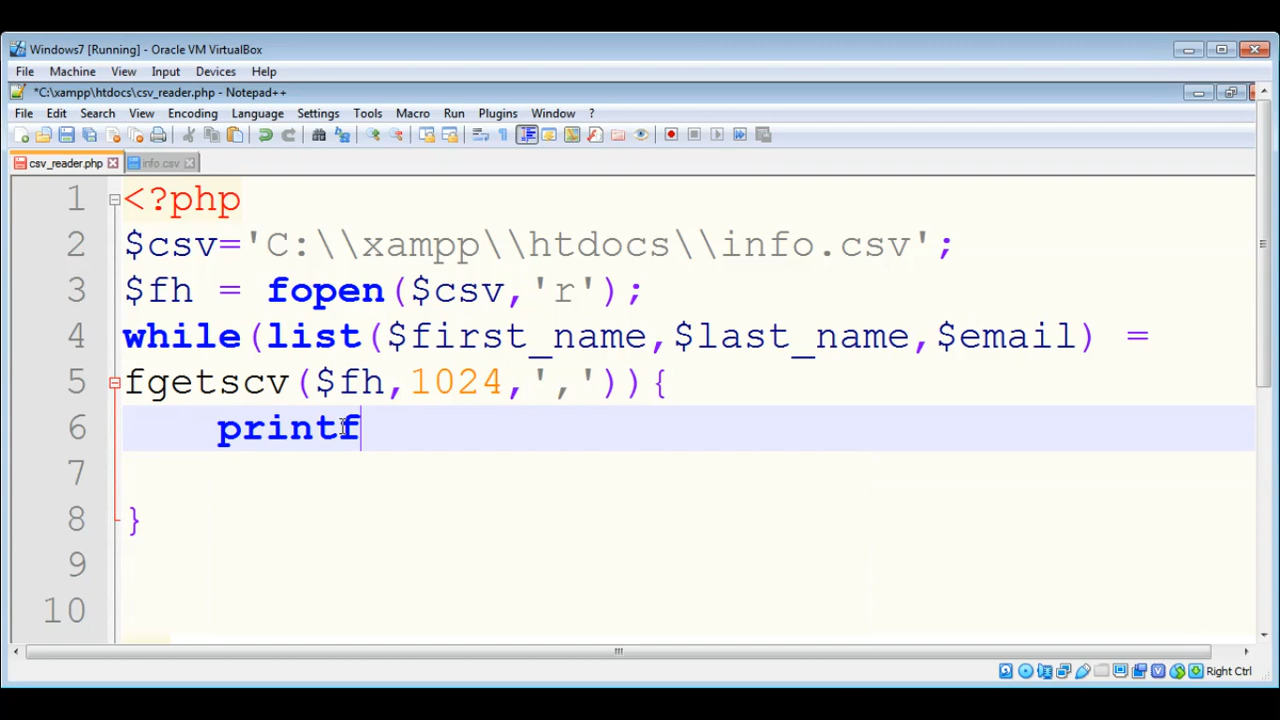 Windows7 [Running] - Oracle VM VirtualBox
File Machine View Input Devices Help
*C:\xampp\htdocs\csv_reader.php - Notepad++
File Edit Search View Encoding Language Settings Tools Macro Run Plugins Window ?
csv_reader.php info.csv
1 <?php
2 $csv='C:\\xampp\\htdocs\\info.csv';
3 $fh = fopen($csv,'r');
4 while(list($first_name,$last_name,$email) =
5 fgetscv($fh,1024,',')){
6 printf
7
8 }
9
10
Right Ctrl